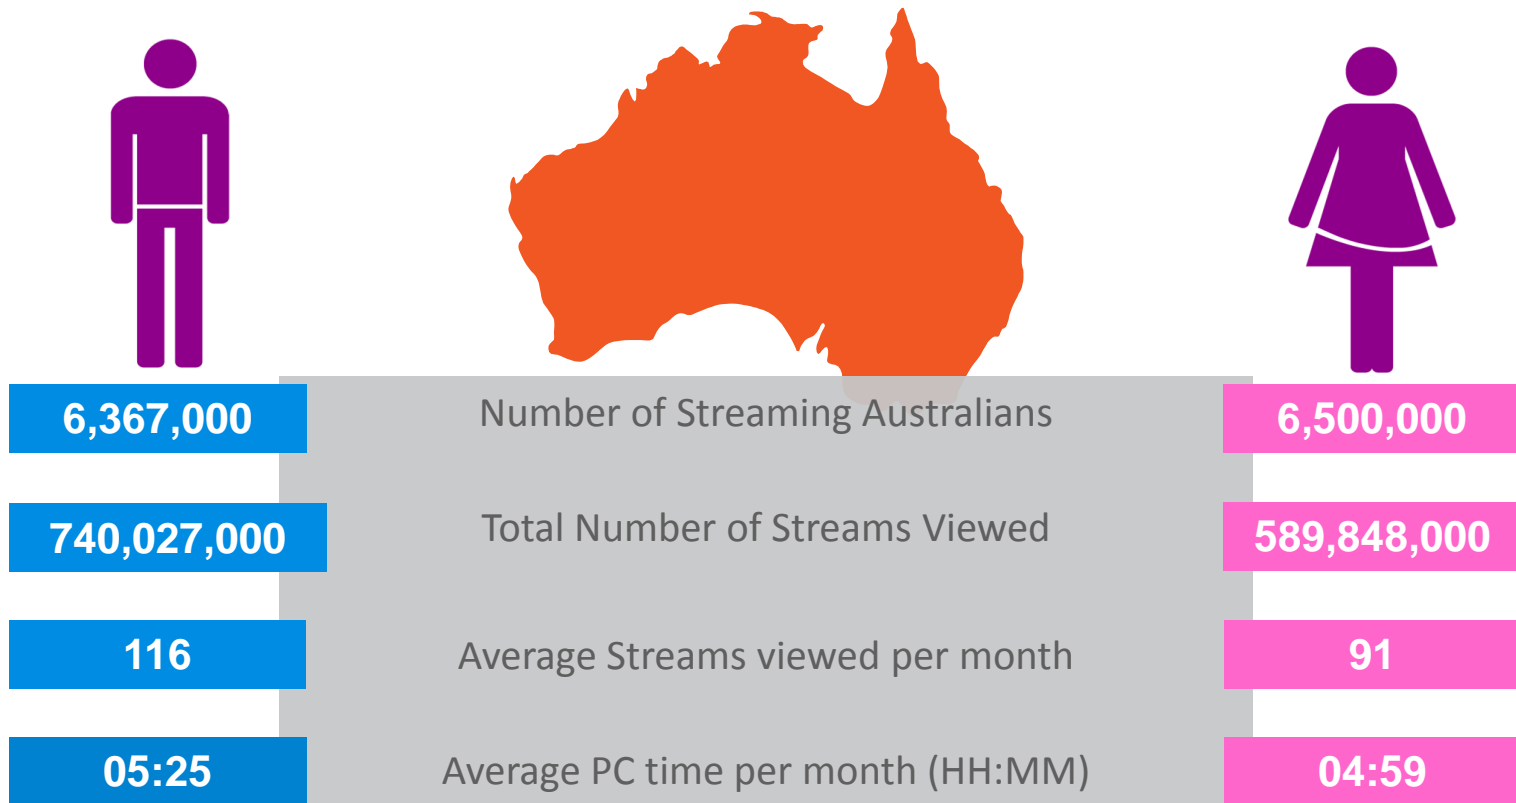 6,367,000 Number of Streaming Australians 6,500,000
740,027,000 Total Number of Streams Viewed 589,848,000
116 Average Streams viewed per month 91
05:25 Average PC time per month (HH:MM) 04:59